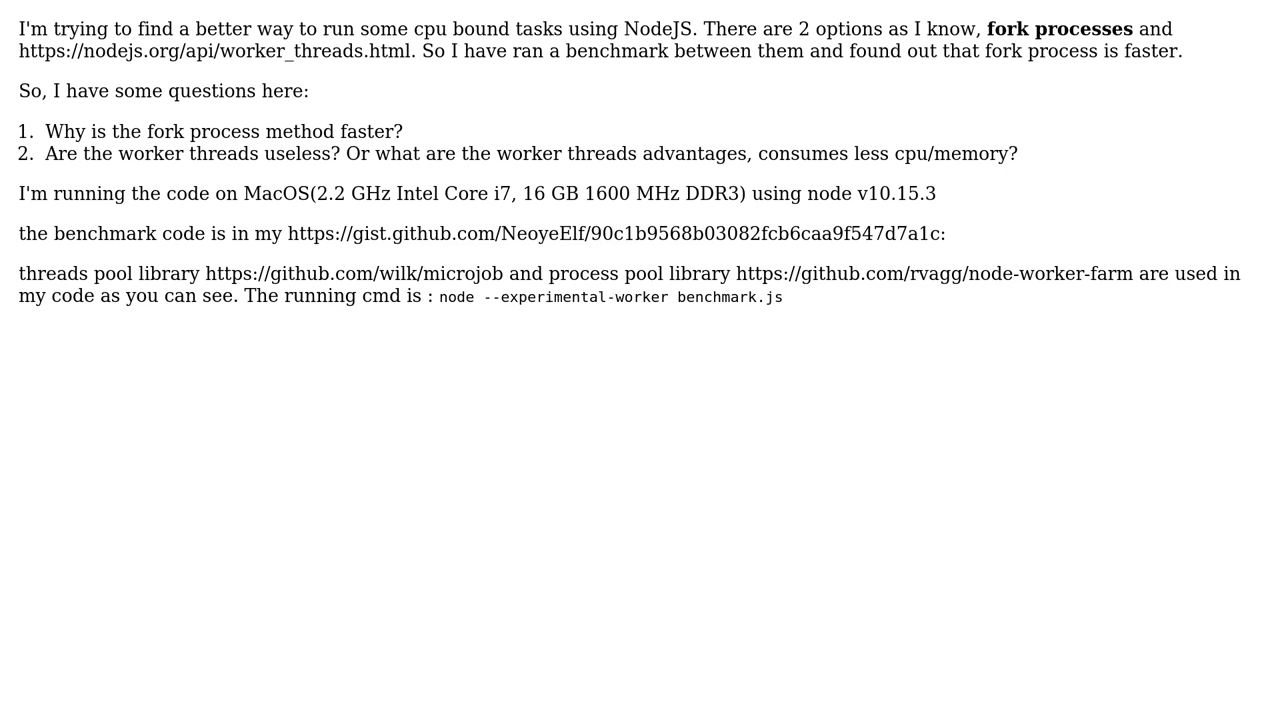 I'm trying to find a better way to run some cpu bound tasks using NodeJS. There are 2 options as I know, fork processes and
https://nodejs.org/api/worker_threads.html. So I have ran a benchmark between them and found out that fork process is faster.
So, I have some questions here:
1. Why is the fork process method faster?
2. Are the worker threads useless? Or what are the worker threads advantages, consumes less cpu/memory?
I'm running the code on MacOS(2.2 GHz Intel Core i7, 16 GB 1600 MHz DDR3) using node v10.15.3
the benchmark code is in my https://gist.github.com/NeoyeElf/90c1b9568b03082fcb6caa9f547d7a1c:
threads pool library https://github.com/wilk/microjob and process pool library https://github.com/rvagg/node-worker-farm are used in
my code as you can see. The running cmd is : node --experimental-worker benchmark.js